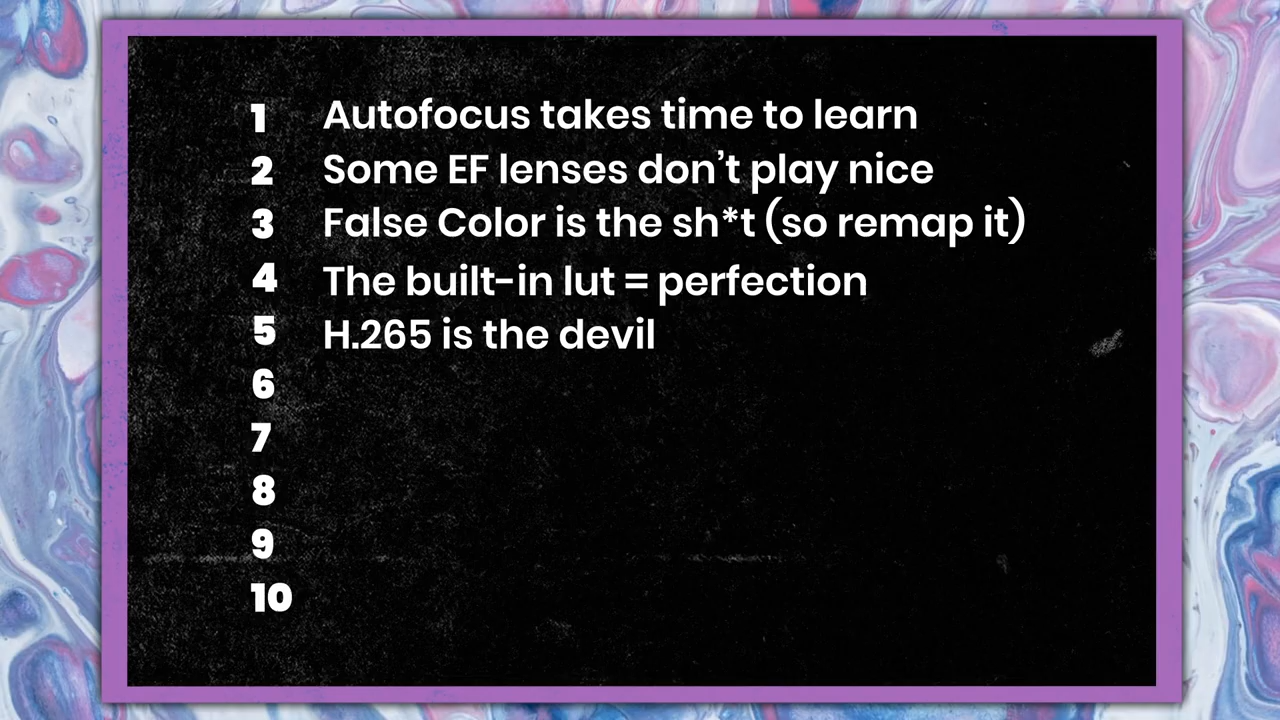 1 Autofocus takes time to learn
2 Some EF lenses don’t play nice
3 False Color is the sh*t (so remap it)
4 The built-in lut = perfection
5 H.265 is the devil
6
7
8
9
10